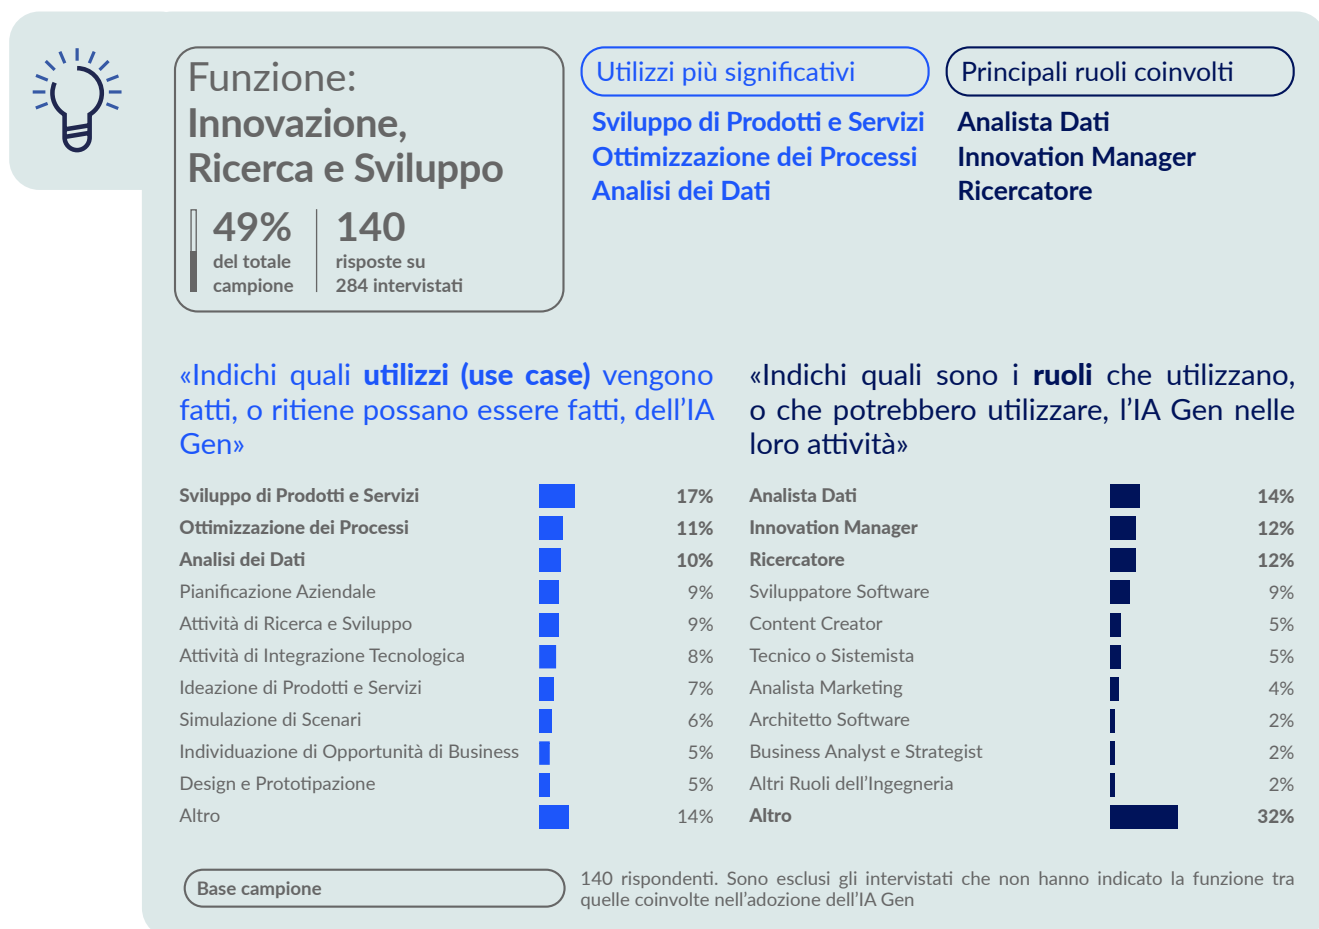 Funzione:
Innovazione,
Ricerca e Sviluppo
49%
del totale
campione
140
risposte su
284 intervistati
Utilizzi più significativi
Sviluppo di Prodotti e Servizi
Ottimizzazione dei Processi
Analisi dei Dati
Principali ruoli coinvolti
Analista Dati
Innovation Manager
Ricercatore
«Indichi quali utilizzi (use case) vengono
fatti, o ritiene possano essere fatti, dell’IA
Gen»
Sviluppo di Prodotti e Servizi 17%
Ottimizzazione dei Processi 11%
Analisi dei Dati 10%
Pianificazione Aziendale 9%
Attività di Ricerca e Sviluppo 9%
Attività di Integrazione Tecnologica 8%
Ideazione di Prodotti e Servizi 7%
Simulazione di Scenari 6%
Individuazione di Opportunità di Business 5%
Design e Prototipazione 5%
Altro 14%
«Indichi quali sono i ruoli che utilizzano,
o che potrebbero utilizzare, l’IA Gen nelle
loro attività»
Analista Dati 14%
Innovation Manager 12%
Ricercatore 12%
Sviluppatore Software 9%
Content Creator 5%
Tecnico o Sistemista 5%
Analista Marketing 4%
Architetto Software 2%
Business Analyst e Strategist 2%
Altri Ruoli dell’Ingegneria 2%
Altro 32%
Base campione
140 rispondenti. Sono esclusi gli intervistati che non hanno indicato la funzione tra
quelle coinvolte nell’adozione dell’IA Gen